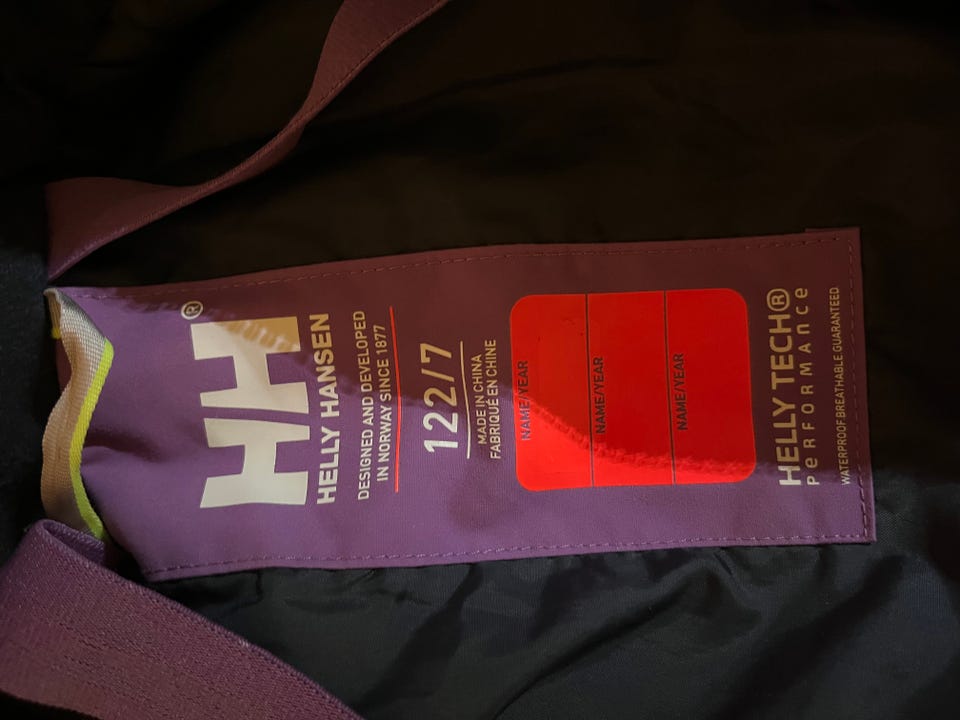 HH®
HELLY HANSEN
DESIGNED AND DEVELOPED
IN NORWAY SINCE 1877
122/7
MADE IN CHINA
FABRIQUÉ EN CHINE
NAME/YEAR
NAME/YEAR
NAME/YEAR
HELLY TECH®
PeRFORMANce
WATERPROOF.BREATHABLE GUARANTEED